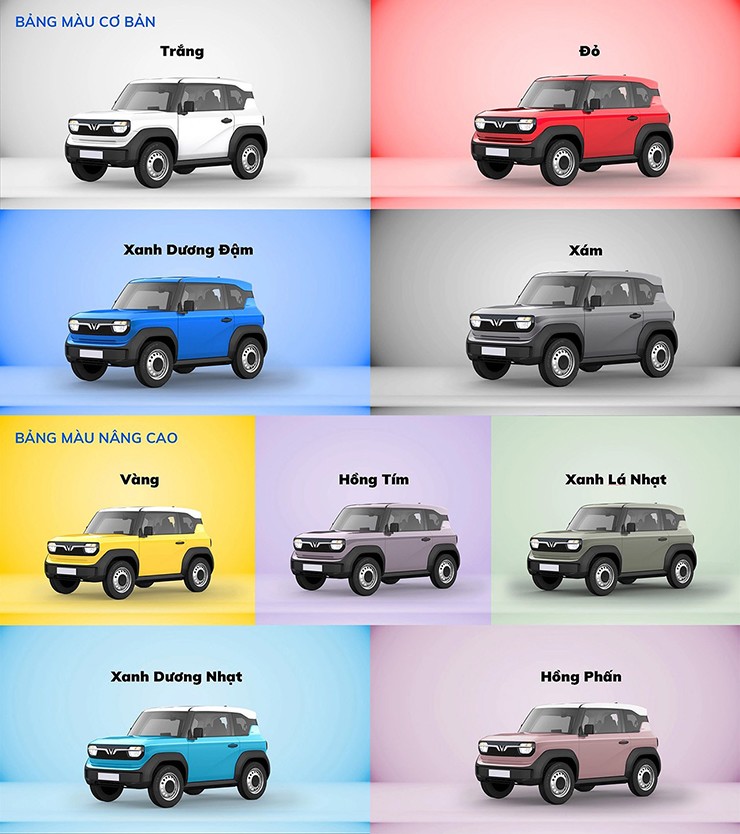 BẢNG MÀU CƠ BẢN
Trắng
Đỏ
Xanh Dương Đậm
Xám
BẢNG MÀU NÂNG CAO
Vàng
Hồng Tím
Xanh Lá Nhạt
Xanh Dương Nhạt
Hồng Phấn